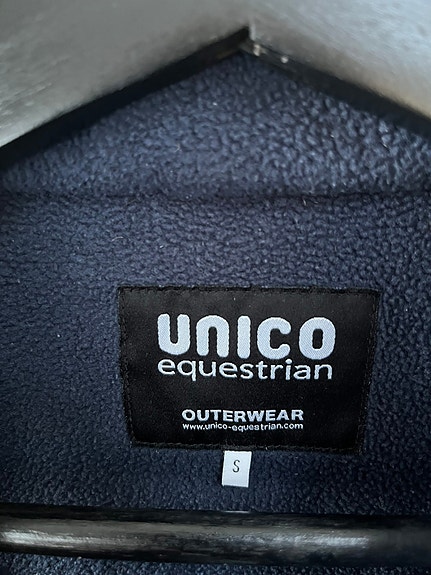 UNICO
equestrian
OUTERWEAR
www.unico-equestrian.com
S